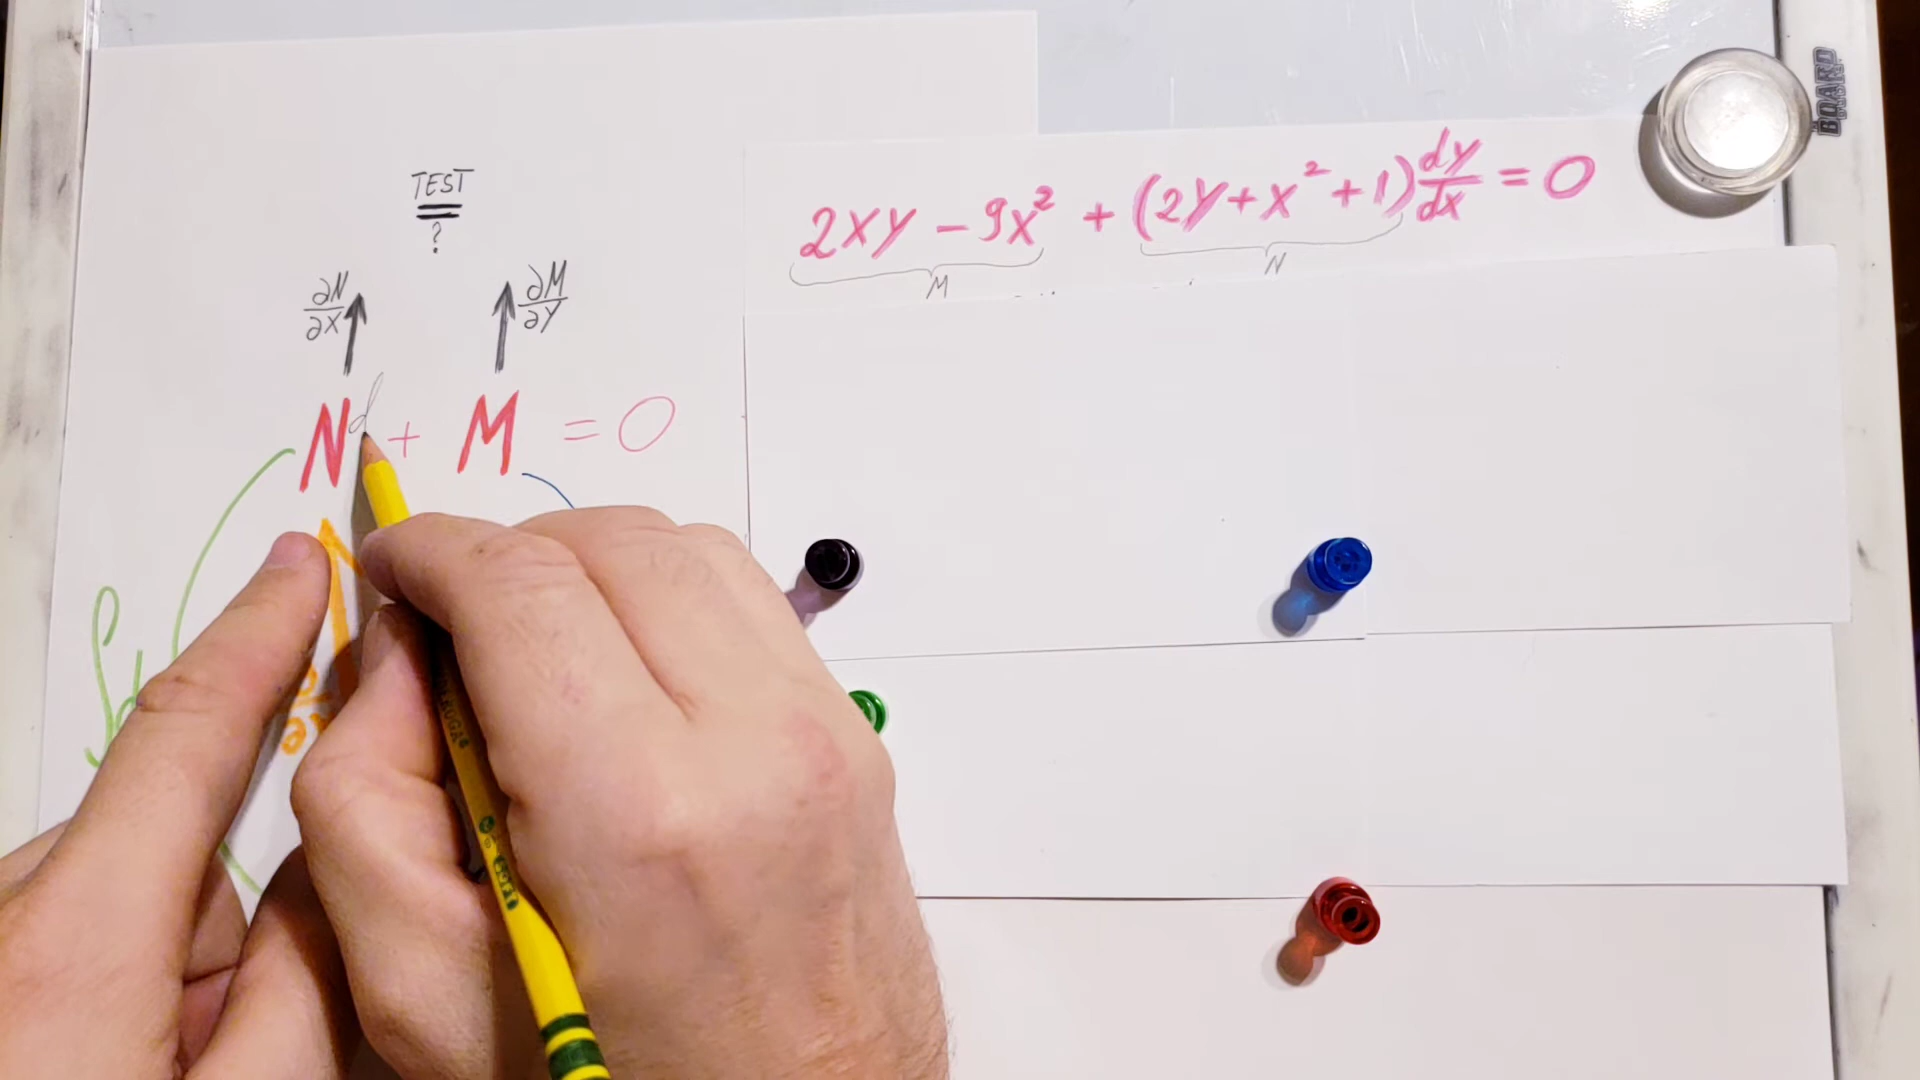 TEST
?
∂N/∂X ∂M/∂Y
N d + M = 0
2XY - 9X² + (2Y + X² + 1) dY/dX = 0
M N
BOARD